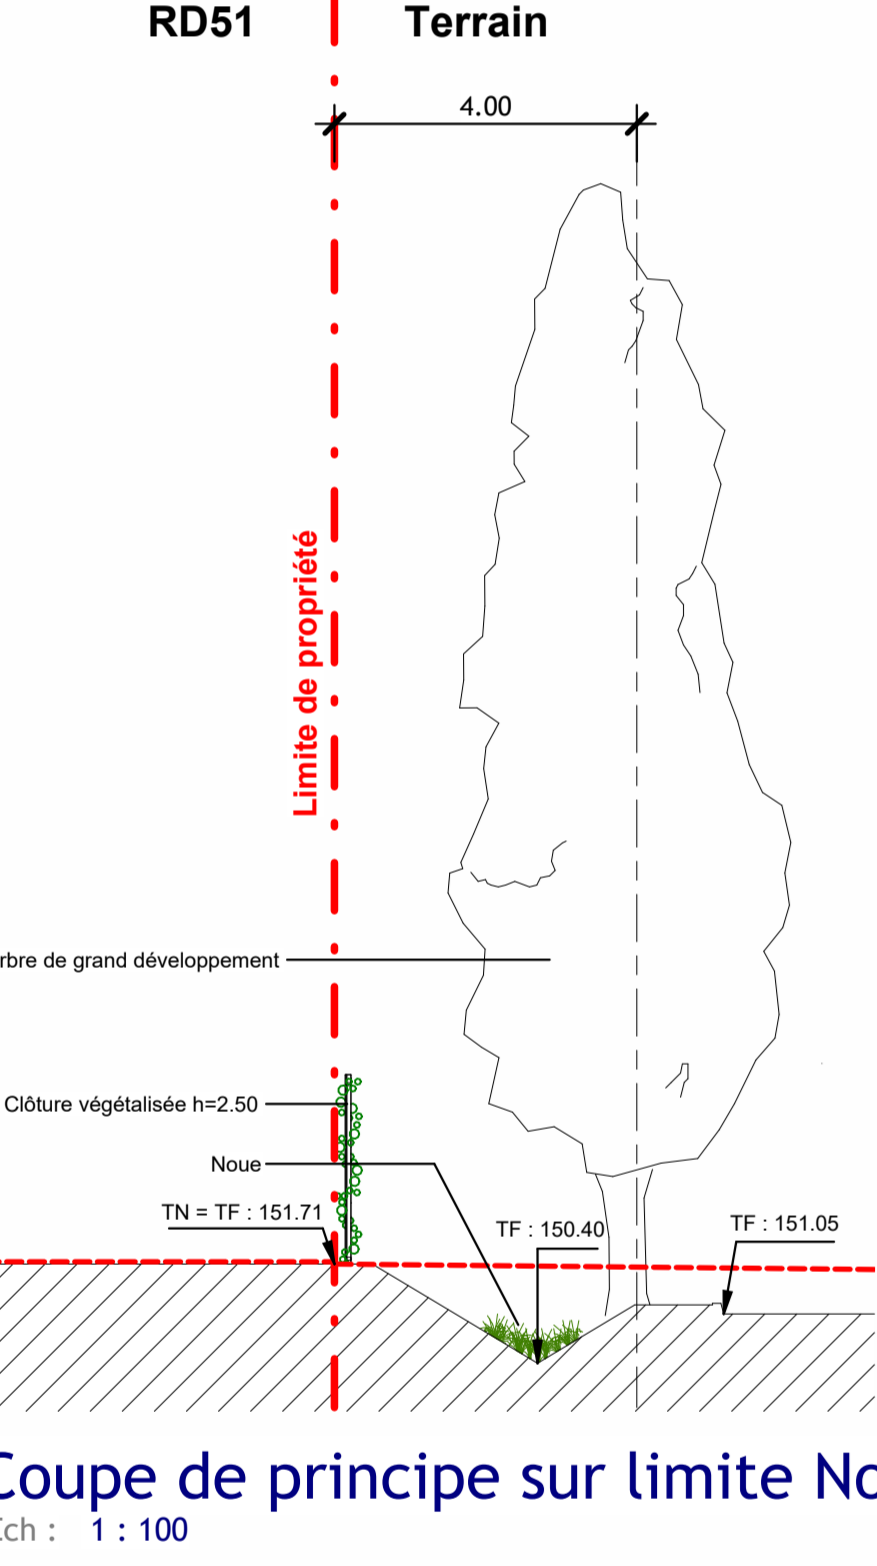 RD51 Terrain
4.00
Limite de propriété
rbre de grand développement
Clôture végétalisée h=2.50
Noue
TN = TF : 151.71
TF : 150.40
TF : 151.05
Coupe de principe sur limite No
Ech : 1 : 100